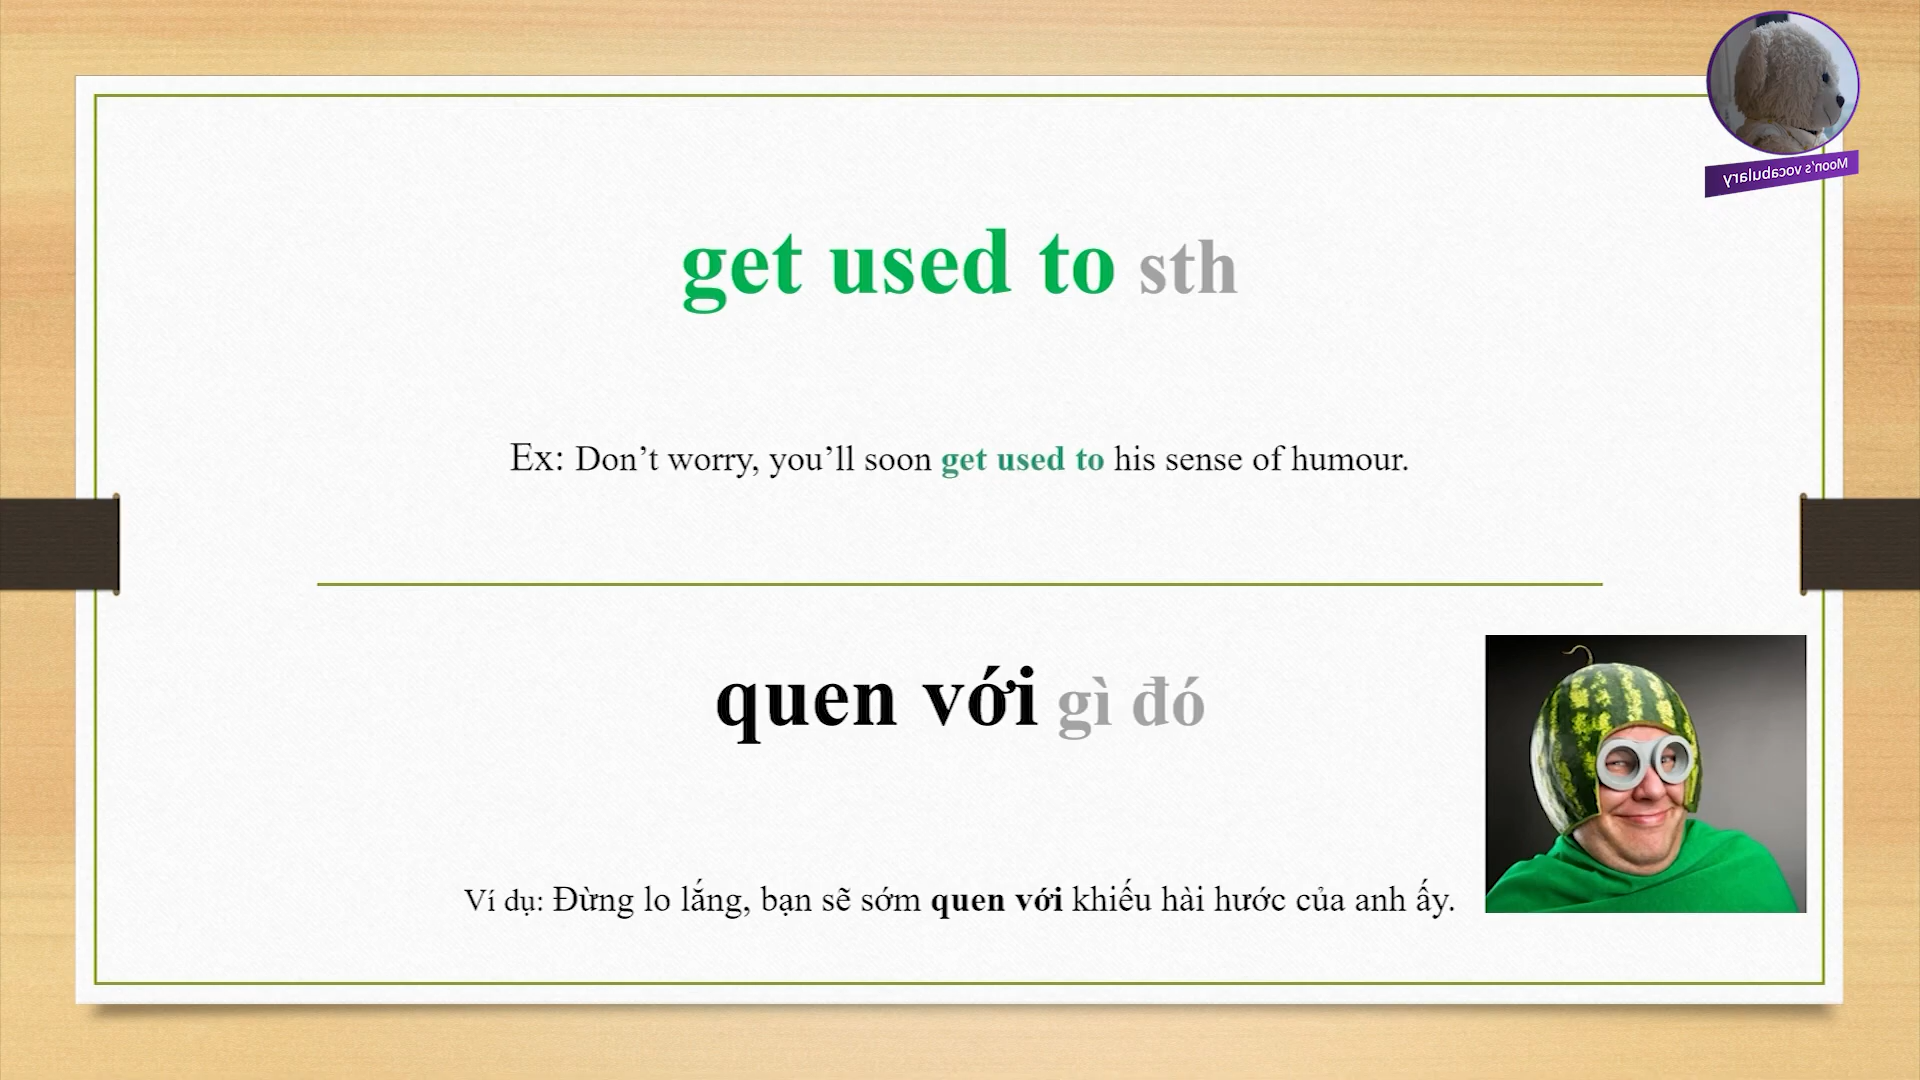 Moon's vocabulary
get used to sth
Ex: Don’t worry, you’ll soon get used to his sense of humour.
quen với gì đó
Ví dụ: Đừng lo lắng, bạn sẽ sớm quen với khiếu hài hước của anh ấy.